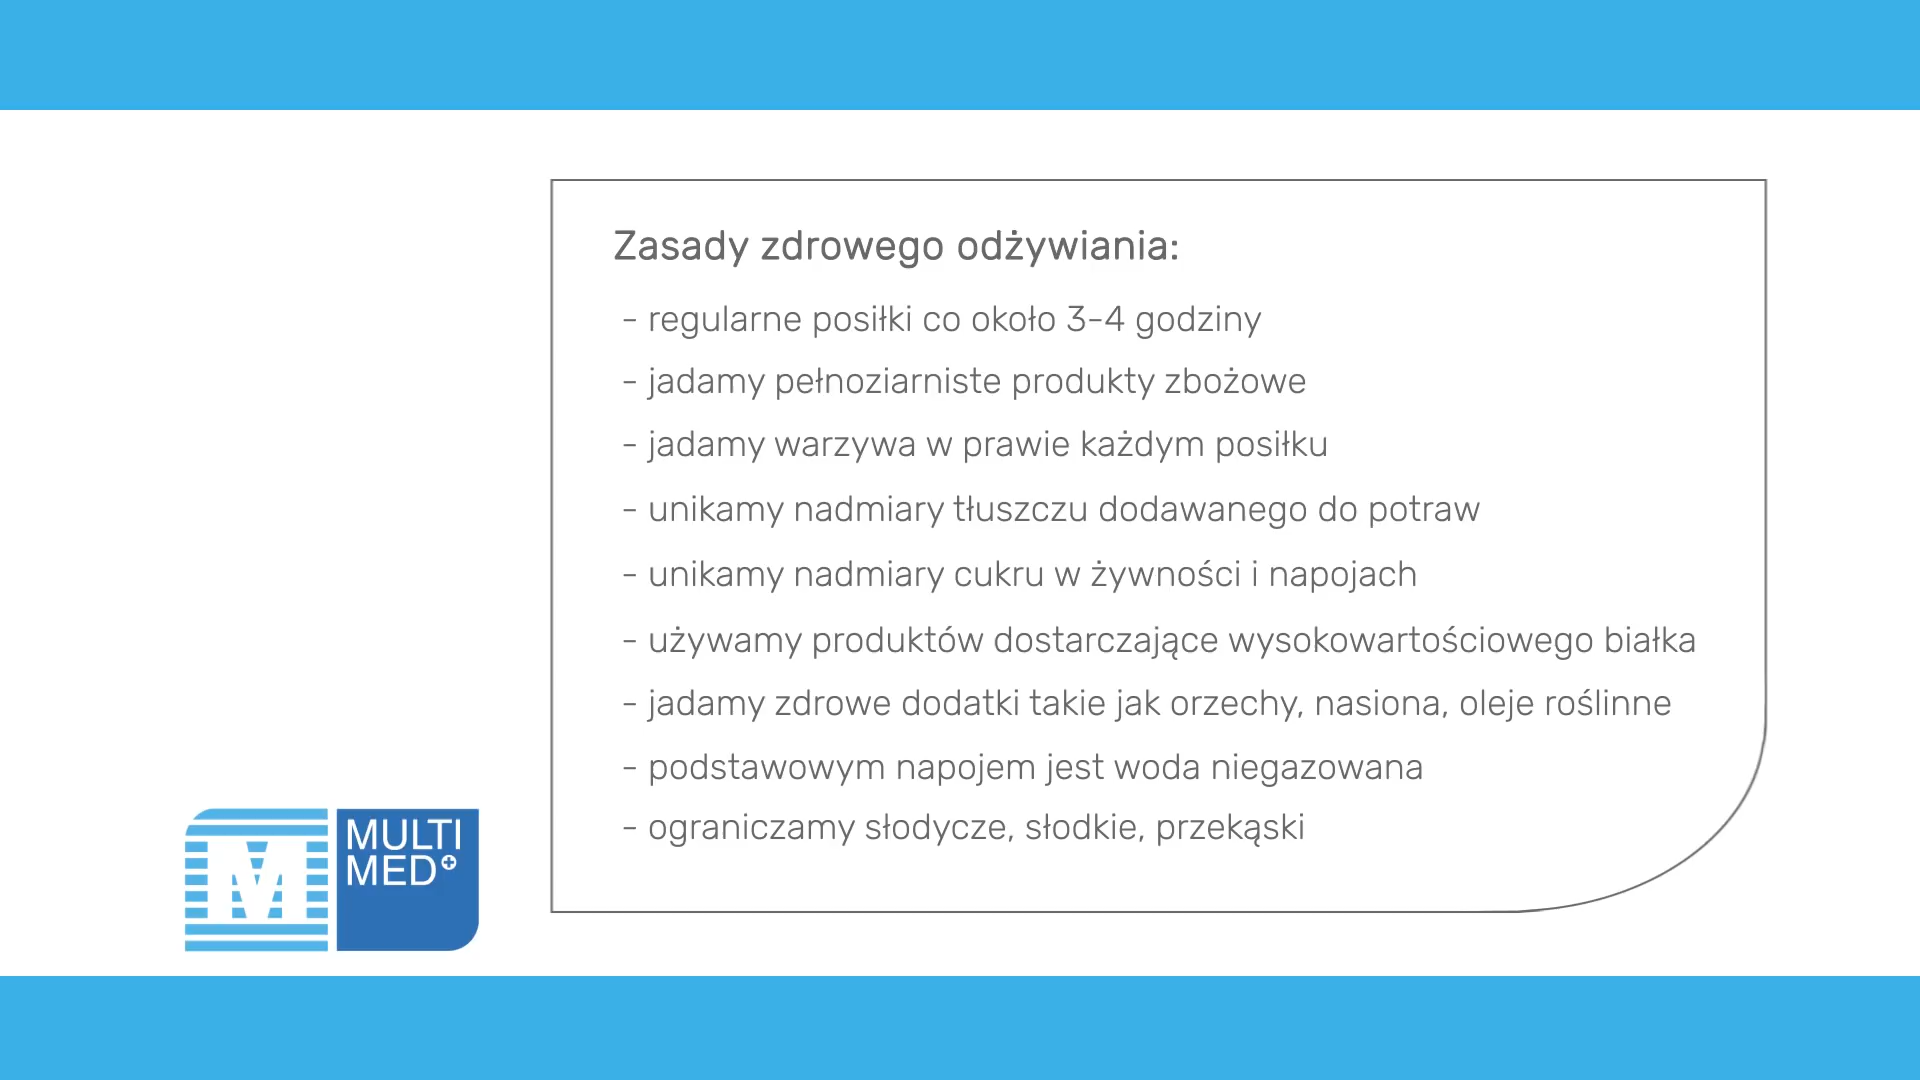 Zasady zdrowego odżywiania:
- regularne posiłki co około 3-4 godziny
- jadamy pełnoziarniste produkty zbożowe
- jadamy warzywa w prawie każdym posiłku
- unikamy nadmiary tłuszczu dodawanego do potraw
- unikamy nadmiary cukru w żywności i napojach
- używamy produktów dostarczające wysokowartościowego białka
- jadamy zdrowe dodatki takie jak orzechy, nasiona, oleje roślinne
- podstawowym napojem jest woda niegazowana
- ograniczamy słodycze, słodkie, przekąski
M
MULTI
MED+